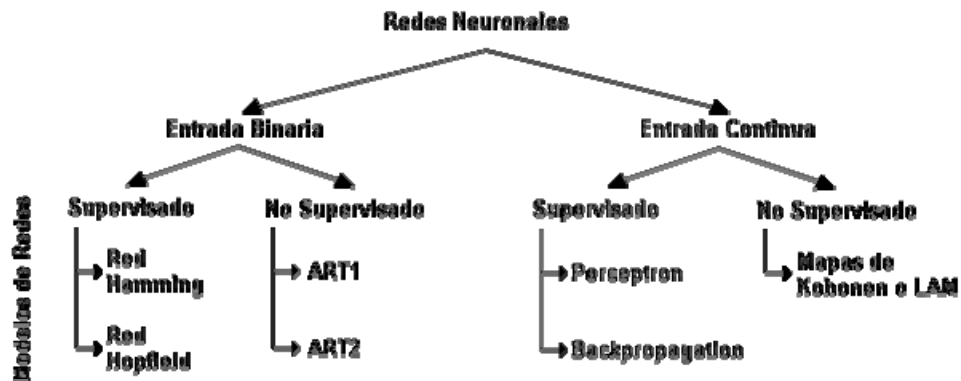 Redes Neuronales
Entrada Binaria
Entrada Continua
Supervisado
No Supervisado
Supervisado
No Supervisado
Modelos de Redes
Red
Hamming
Red
Hopfield
ART1
ART2
Perceptron
Backpropagation
Mapas de
Kohonen o LAM